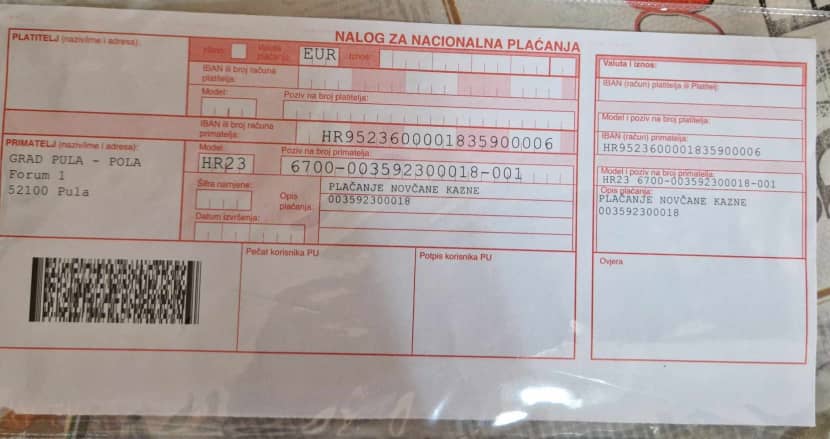 NALOG ZA NACIONALNA PLAĆANJA
PLATITELJ (naziv/ime i adresa):
Hitno: Valuta plaćanja: EUR Iznos:
IBAN ili broj računa platitelja:
Model: Poziv na broj platitelja:
IBAN ili broj računa primatelja: HR9523600001835900006
PRIMATELJ (naziv/ime i adresa):
GRAD PULA - POLA
Forum 1
52100 Pula
Model: Poziv na broj primatelja:
HR23 6700-003592300018-001
Šifra namjene: Opis plaćanja: PLAČANJE NOVČANE KAZNE
003592300018
Datum izvršenja:
Pečat korisnika PU
Potpis korisnika PU
Valuta i iznos:
IBAN (račun) platitelja ili Platitelj:
Model i poziv na broj platitelja:
IBAN (račun) primatelja:
HR9523600001835900006
Model i poziv na broj primatelja:
HR23 6700-003592300018-001
Opis plaćanja:
PLAČANJE NOVČANE KAZNE
003592300018
Ovjera